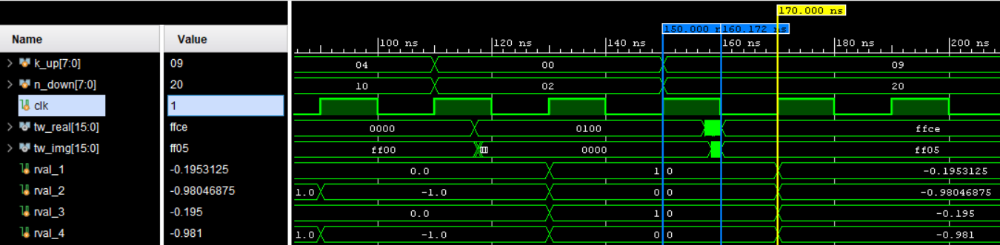 170.000 ns
150.000 n 160.172 ns
Name Value
100 ns 120 ns 140 ns 160 ns 180 ns 200 ns
k_up[7:0] 09 04 00 09
n_down[7:0] 20 10 02 20
clk 1
tw_real[15:0] ffce 0000 0100 ffce
tw_img[15:0] ff05 ff00 0000 ff05
rval_1 -0.1953125 0.0 1 0 -0.1953125
rval_2 -0.98046875 1.0 -1.0 0 0 -0.98046875
rval_3 -0.195 0.0 1 0 -0.195
rval_4 -0.981 1.0 -1.0 0 0 -0.981